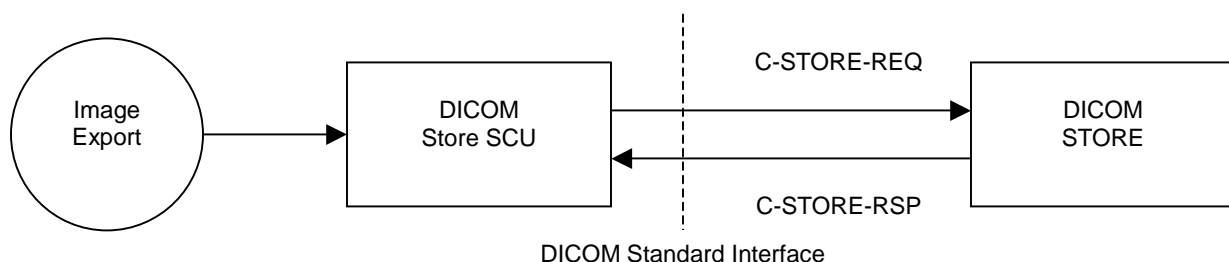 Image
Export
DICOM
Store SCU
C-STORE-REQ
C-STORE-RSP
DICOM
STORE
DICOM Standard Interface